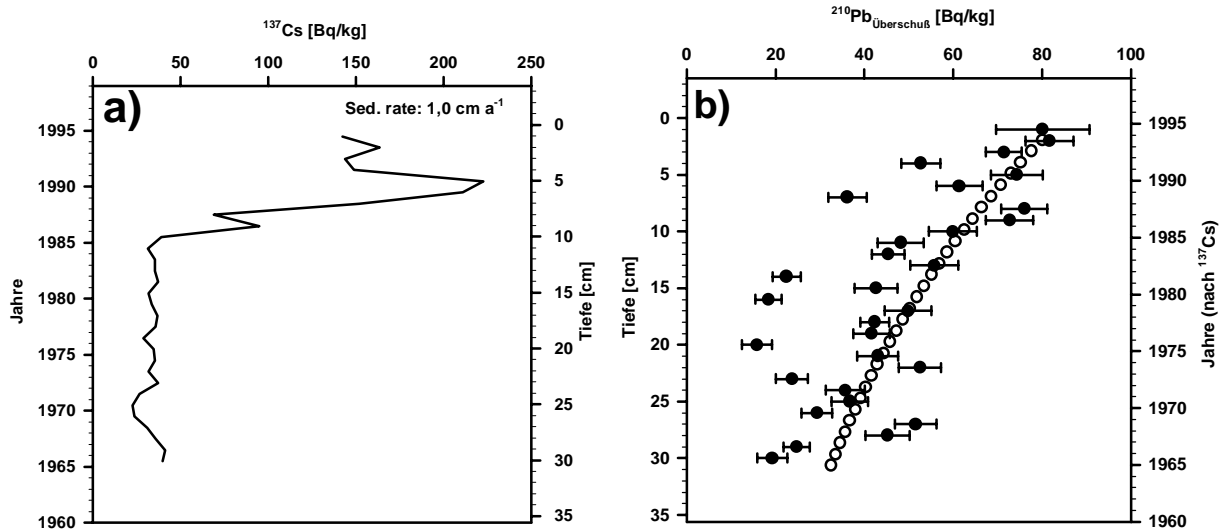 ¹³⁷Cs [Bq/kg]
0 50 100 150 200 250
a)
Sed. rate: 1,0 cm a⁻¹
Jahre
1995
1990
1985
1980
1975
1970
1965
1960
0
5
10
15
20
25
30
35
Tiefe [cm]
²¹⁰Pb Überschuß [Bq/kg]
0 20 40 60 80 100
b)
Tiefe [cm]
0
5
10
15
20
25
30
35
1995
1990
1985
1980
1975
1970
1965
1960
Jahre (nach ¹³⁷Cs)